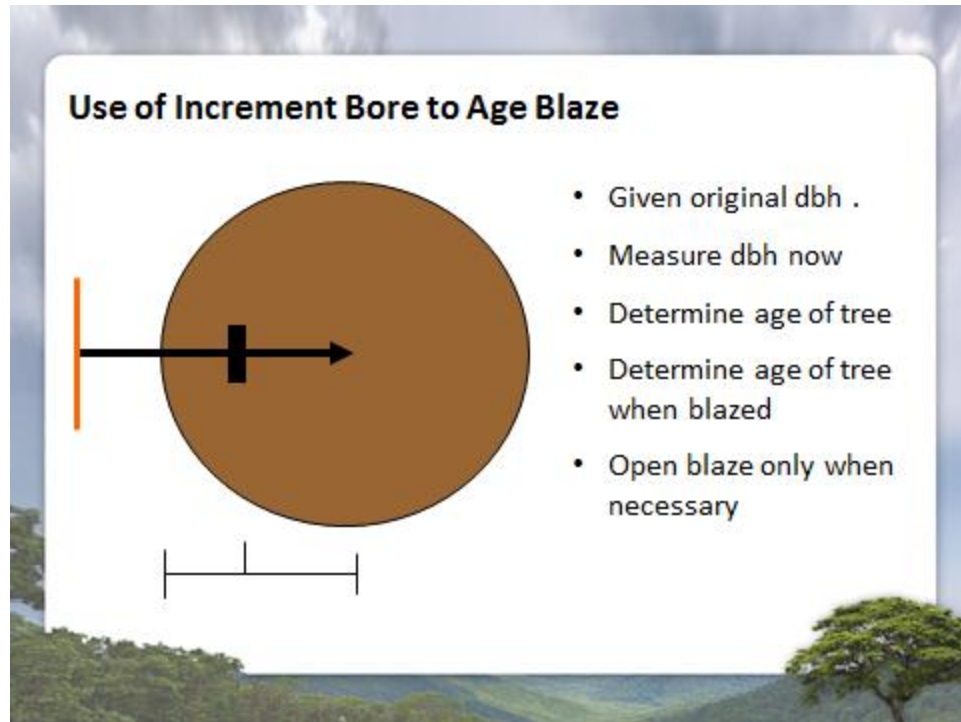 Use of Increment Bore to Age Blaze
• Given original dbh .
• Measure dbh now
• Determine age of tree
• Determine age of tree
when blazed
• Open blaze only when
necessary